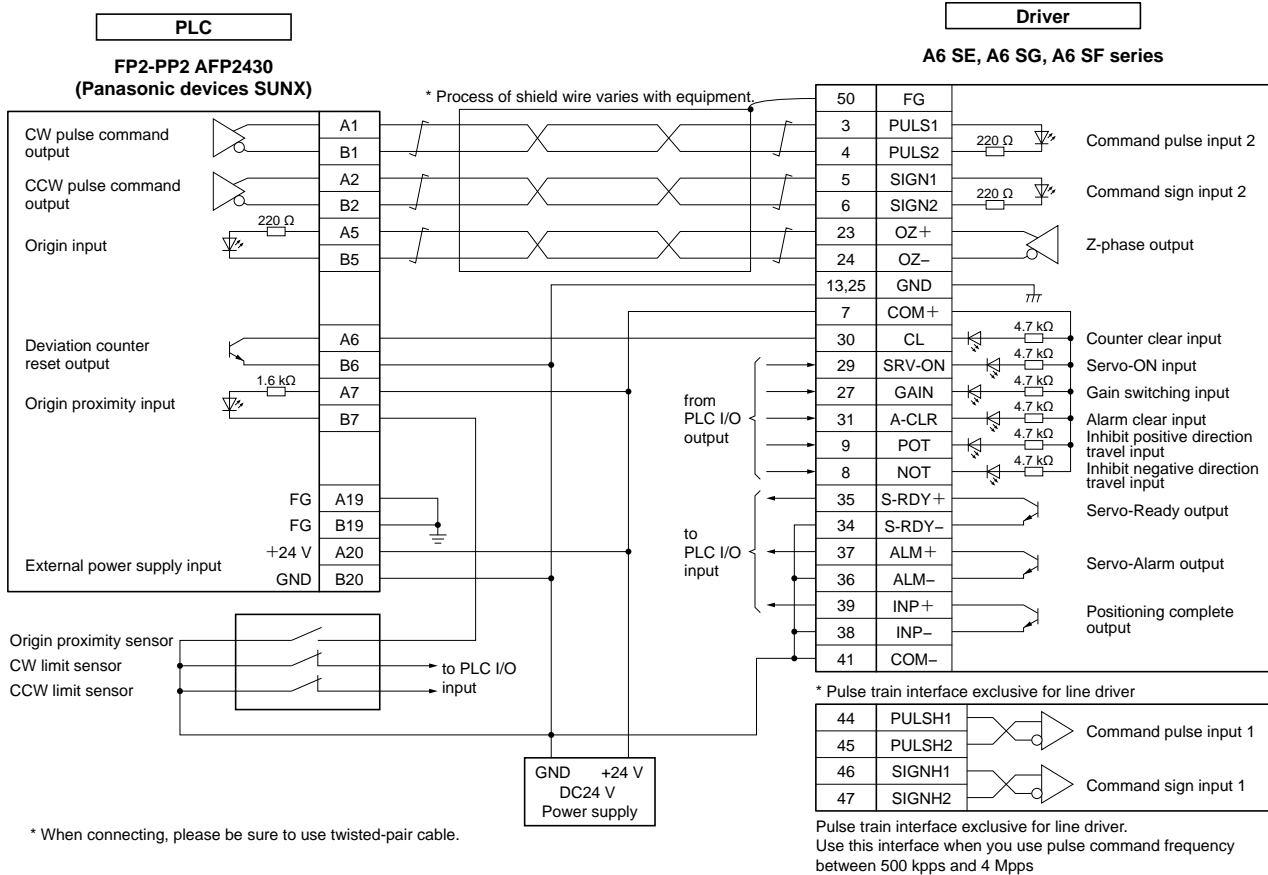 PLC
FP2-PP2 AFP2430
(Panasonic devices SUNX)
CW pulse command
output
CCW pulse command
output
220 Ω
Origin input
Deviation counter
reset output
1.6 kΩ
Origin proximity input
FG
FG
+24 V
External power supply input
GND
A1
B1
A2
B2
A5
B5
A6
B6
A7
B7
A19
B19
A20
B20
Origin proximity sensor
CW limit sensor
CCW limit sensor
to PLC I/O
input
* Process of shield wire varies with equipment.
from
PLC I/O
output
to
PLC I/O
input
GND +24 V
DC24 V
Power supply
* When connecting, please be sure to use twisted-pair cable.
Driver
A6 SE, A6 SG, A6 SF series
50 FG
3 PULS1
4 PULS2
5 SIGN1
6 SIGN2
23 OZ+
24 OZ−
13,25 GND
7 COM+
30 CL
29 SRV-ON
27 GAIN
31 A-CLR
9 POT
8 NOT
35 S-RDY+
34 S-RDY−
37 ALM+
36 ALM−
39 INP+
38 INP−
41 COM−
220 Ω
Command pulse input 2
220 Ω
Command sign input 2
Z-phase output
4.7 kΩ
Counter clear input
4.7 kΩ
Servo-ON input
4.7 kΩ
Gain switching input
4.7 kΩ
Alarm clear input
4.7 kΩ
Inhibit positive direction
travel input
4.7 kΩ
Inhibit negative direction
travel input
Servo-Ready output
Servo-Alarm output
Positioning complete
output
* Pulse train interface exclusive for line driver
44 PULSH1
45 PULSH2
46 SIGNH1
47 SIGNH2
Command pulse input 1
Command sign input 1
Pulse train interface exclusive for line driver.
Use this interface when you use pulse command frequency
between 500 kpps and 4 Mpps